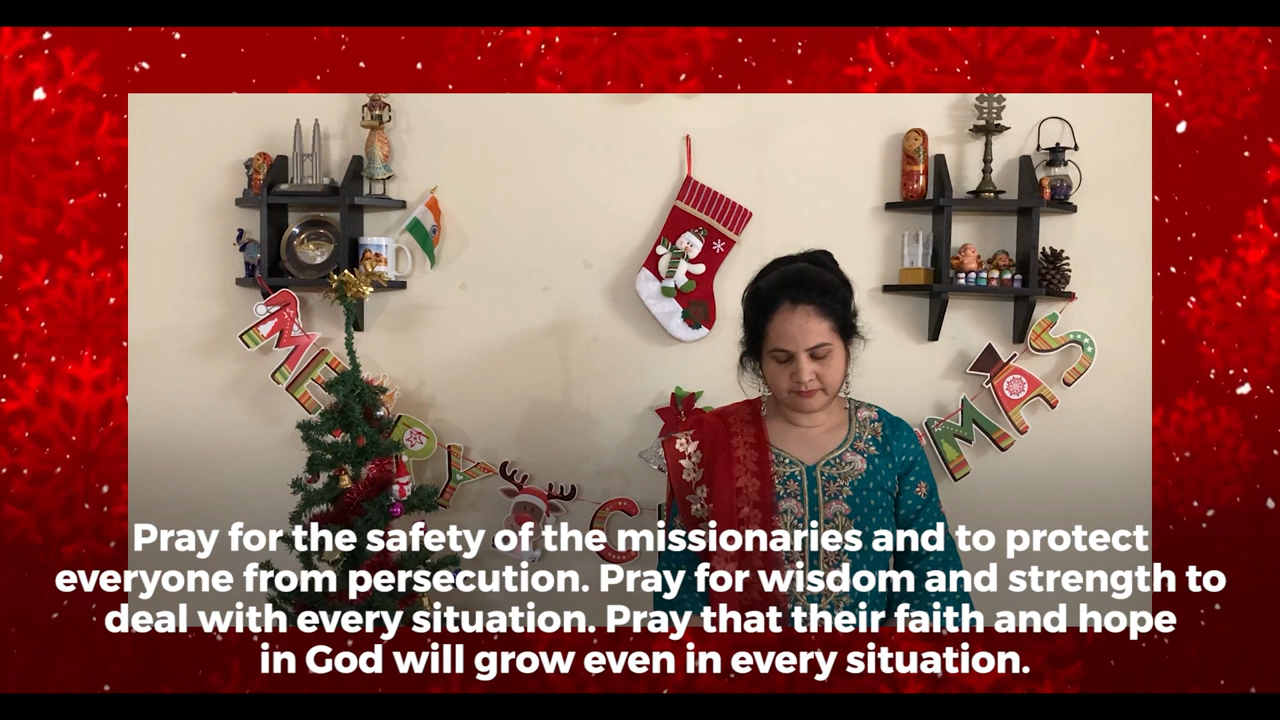 MERY C
MAS
Pray for the safety of the missionaries and to protect
everyone from persecution. Pray for wisdom and strength to
deal with every situation. Pray that their faith and hope
in God will grow even in every situation.